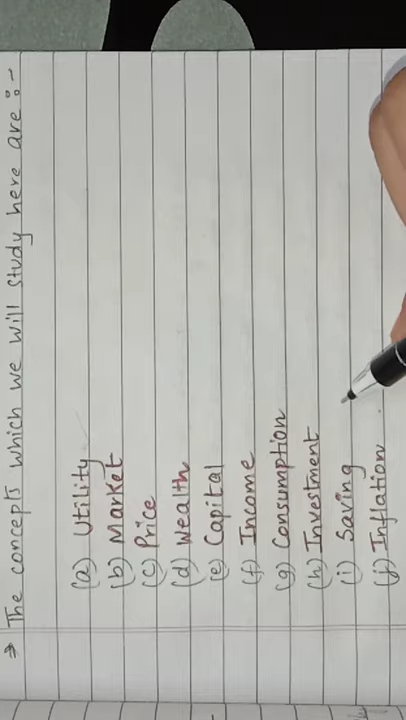 ⇒ The concepts which we will study here are :-
(a) Utility
(b) Market
(c) Price
(d) Wealth
(e) Capital
(f) Income
(g) Consumption
(h) Investment
(i) Saving
(j) Inflation.